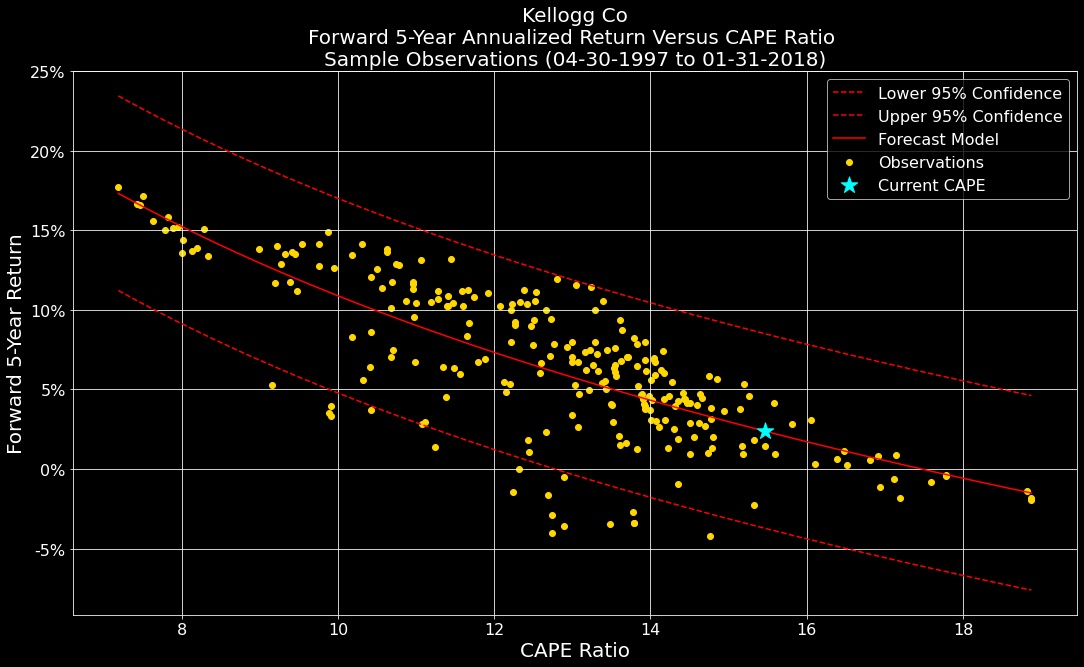 Kellogg Co
Forward 5-Year Annualized Return Versus CAPE Ratio
Sample Observations (04-30-1997 to 01-31-2018)
Lower 95% Confidence
Upper 95% Confidence
Forecast Model
Observations
Current CAPE
Forward 5-Year Return
25%
20%
15%
10%
5%
0%
-5%
8 10 12 14 16 18
CAPE Ratio